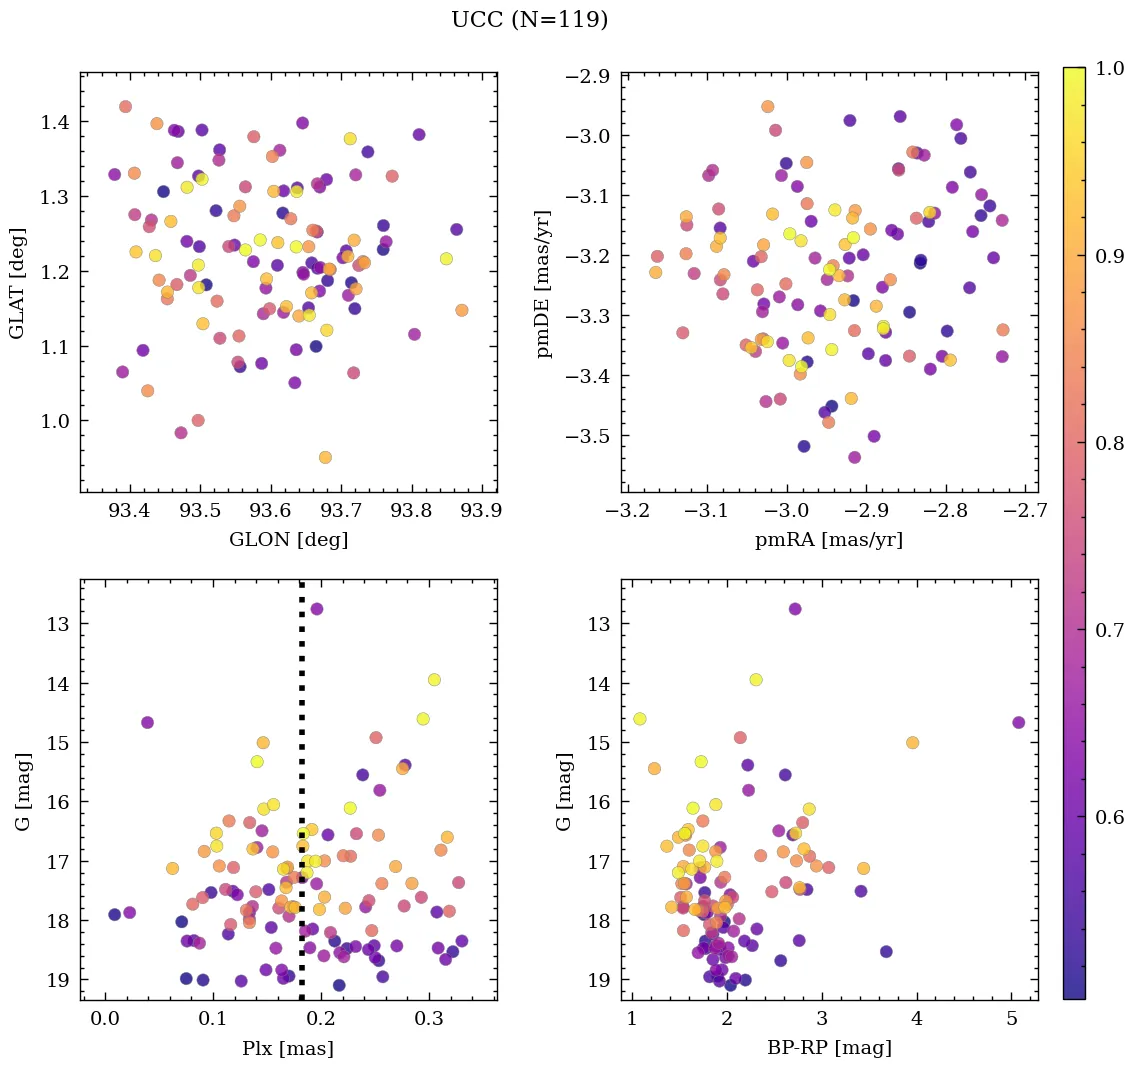 UCC (N=119)
1.4
1.3
1.2
1.1
1.0
GLAT [deg]
93.4 93.5 93.6 93.7 93.8 93.9
GLON [deg]
−2.9
−3.0
−3.1
−3.2
−3.3
−3.4
−3.5
pmDE [mas/yr]
−3.2 −3.1 −3.0 −2.9 −2.8 −2.7
pmRA [mas/yr]
1.0
0.9
0.8
0.7
0.6
13
14
15
16
17
18
19
G [mag]
0.0 0.1 0.2 0.3
Plx [mas]
13
14
15
16
17
18
19
G [mag]
1 2 3 4 5
BP-RP [mag]